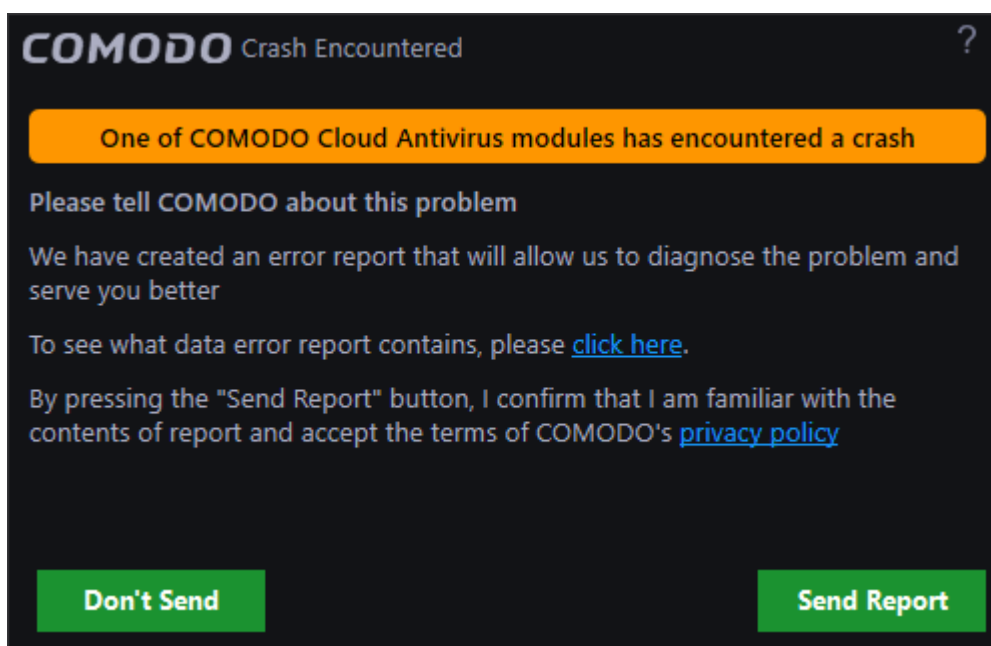 COMODO Crash Encountered ?
One of COMODO Cloud Antivirus modules has encountered a crash
Please tell COMODO about this problem
We have created an error report that will allow us to diagnose the problem and
serve you better
To see what data error report contains, please click here.
By pressing the "Send Report" button, I confirm that I am familiar with the
contents of report and accept the terms of COMODO's privacy policy
Don't Send Send Report